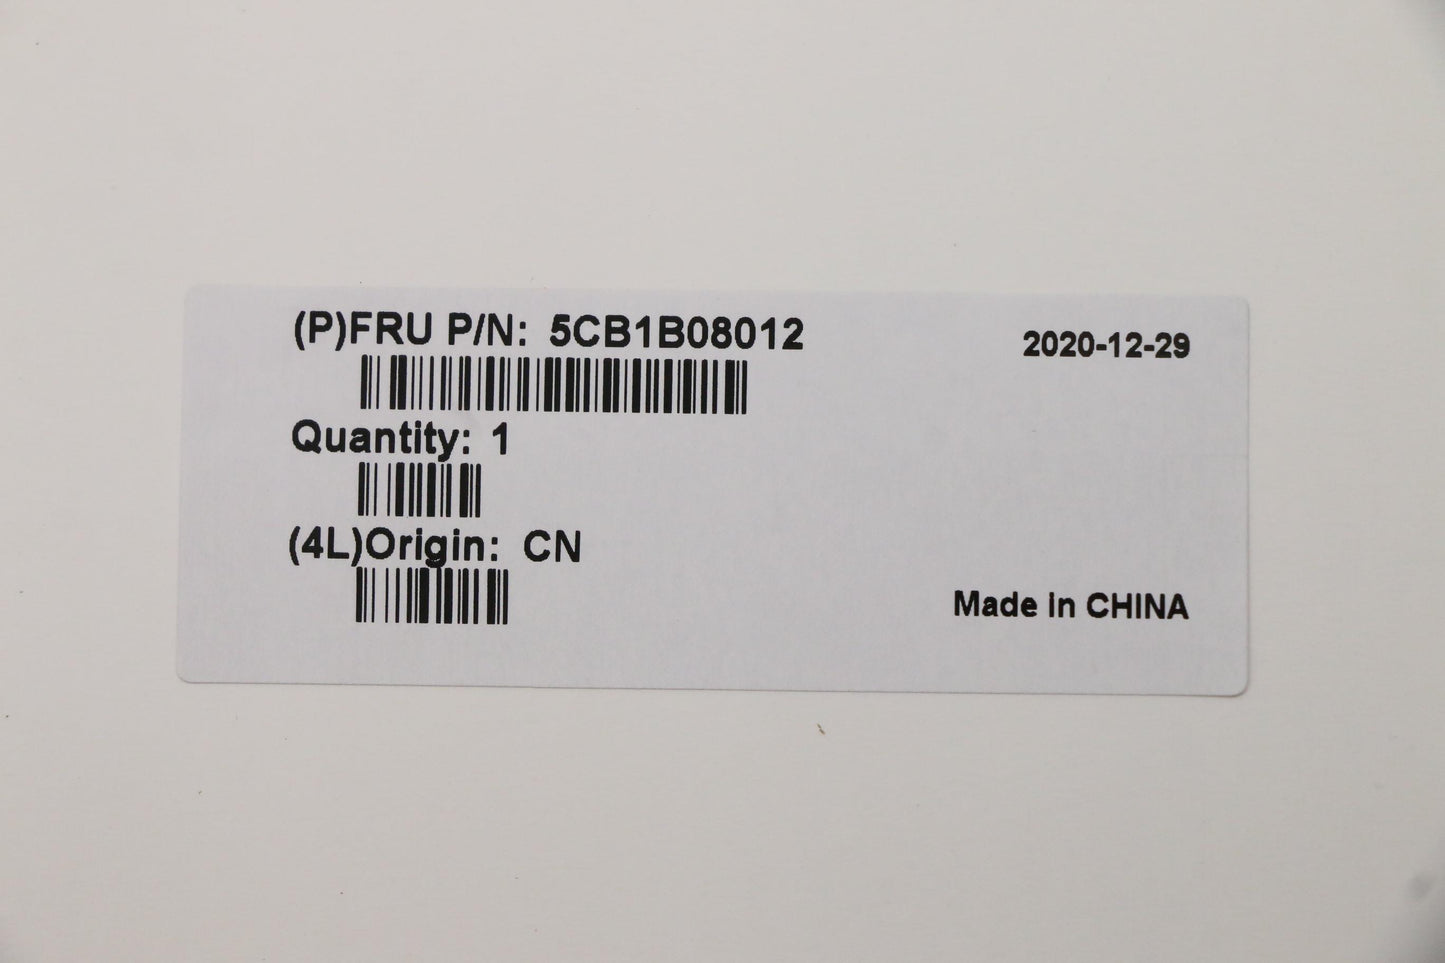 (P)FRU P/N: 5CB1B08012
2020-12-29
Quantity: 1
(4L)Origin: CN
Made in CHINA